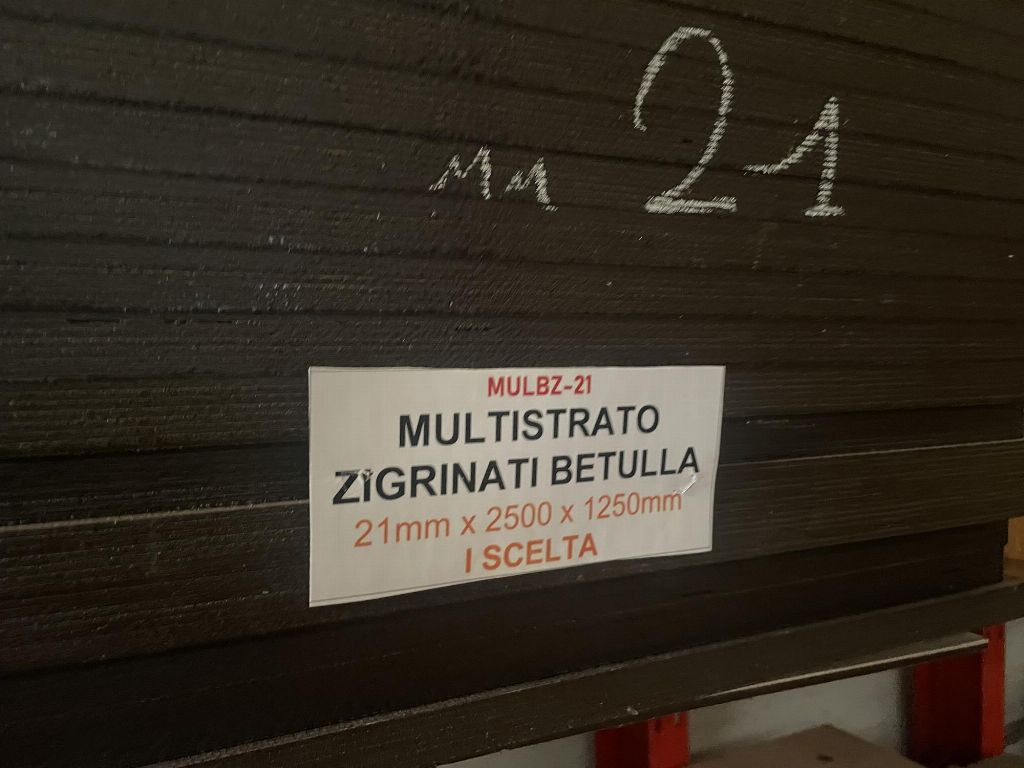 mm 21
MULBZ-21
MULTISTRATO
ZIGRINATI BETULLA
21mm x 2500 x 1250mm
I SCELTA